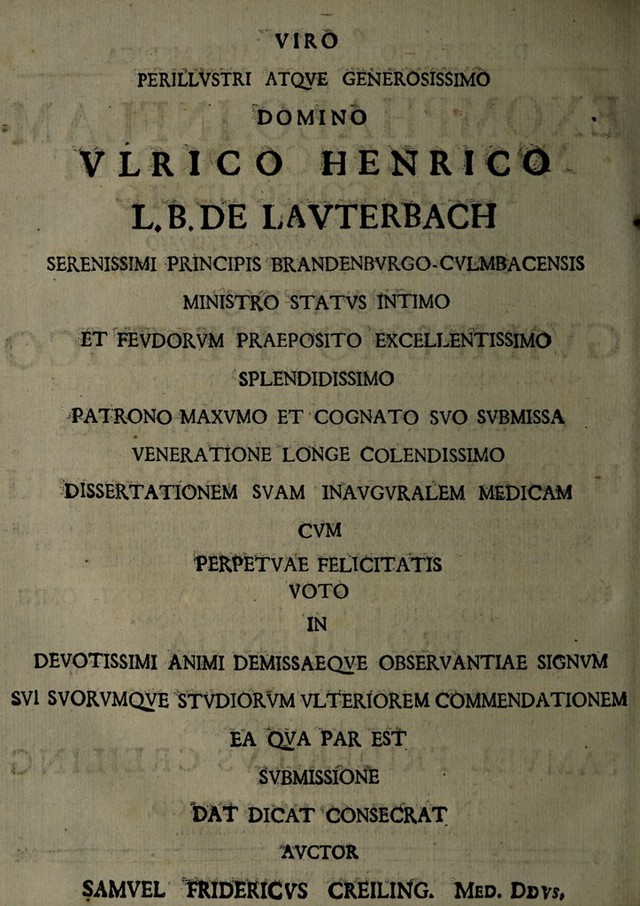 VIRO
PERILLVSTRI ATQVE GENEROSISSIMO
DOMINO
VLRICO HENRICO
L. B. DE LAVTERBACH
SERENISSIMI PRINCIPIS BRANDENBVRGO-CVLMBACENSIS
MINISTRO STATVS INTIMO
ET FEVDORVM PRAEPOSITO EXCELLENTISSIMO
SPLENDIDISSIMO
PATRONO MAXVMO ET COGNATO SVO SVBMISSA
VENERATIONE LONGE COLENDISSIMO
DISSERTATIONEM SVAM INAVGVRALEM MEDICAM
CVM
PERPETVAE FELICITATIS
VOTO
IN
DEVOTISSIMI ANIMI DEMISSAEQVE OBSERVANTIAE SIGNVM
SVI SVORVMQVE STVDIORVM VLTERIOREM COMMENDATIONEM
EA QVA PAR EST
SVBMISSIONE
DAT DICAT CONSECRAT
AVCTOR
SAMVEL FRIDERICVS CREILING. MED. DDVS,